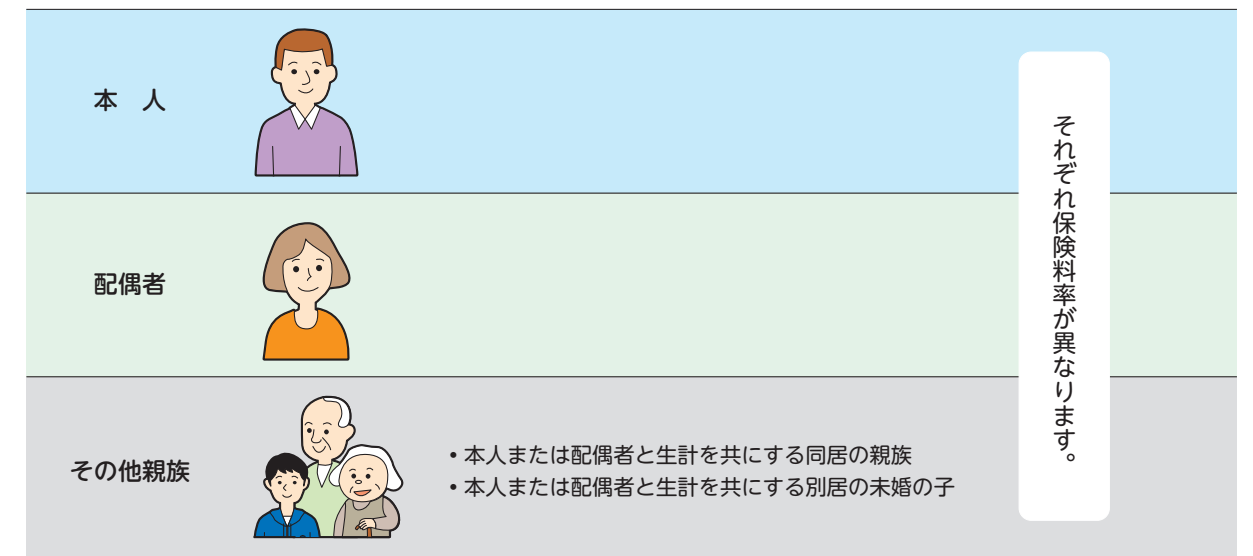 本　人
配偶者
その他親族
・本人または配偶者と生計を共にする同居の親族
・本人または配偶者と生計を共にする別居の未婚の子
それぞれ保険料率が異なります。